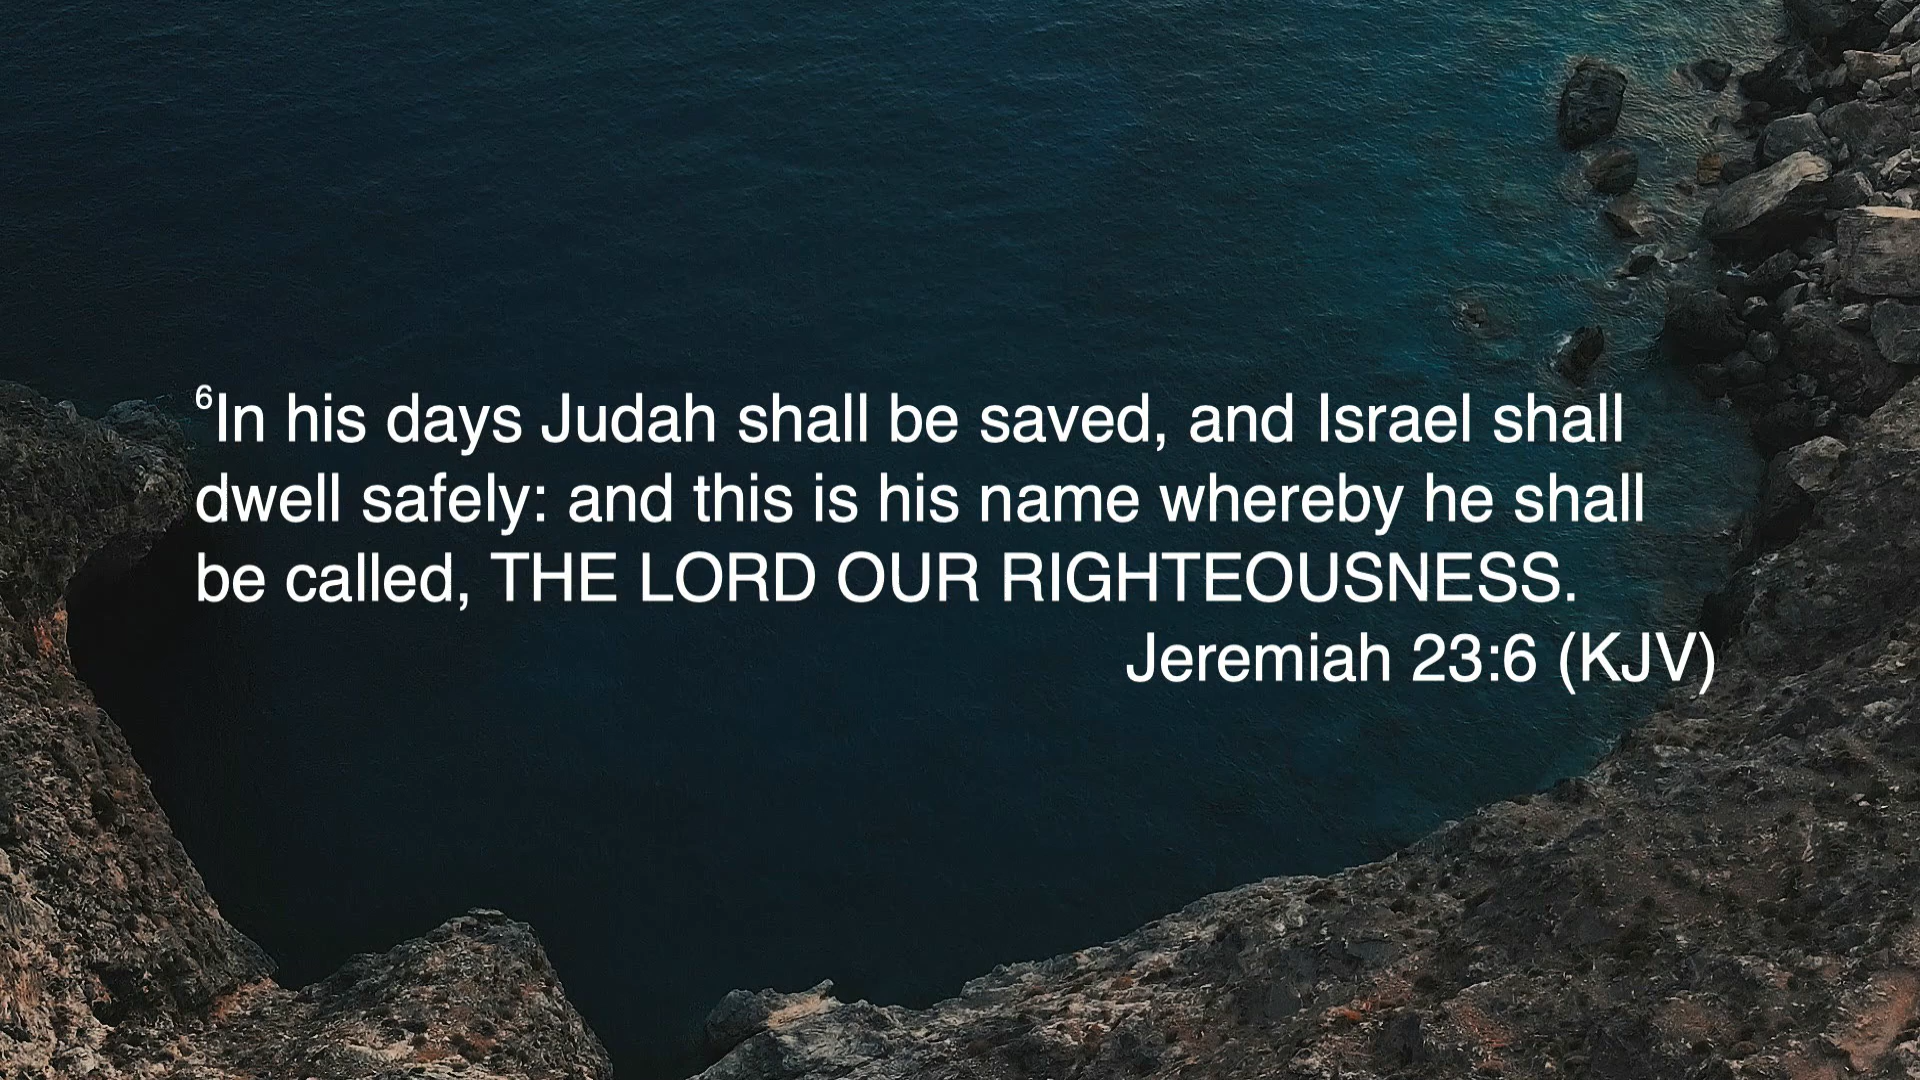 ⁶In his days Judah shall be saved, and Israel shall
dwell safely: and this is his name whereby he shall
be called, THE LORD OUR RIGHTEOUSNESS.
Jeremiah 23:6 (KJV)